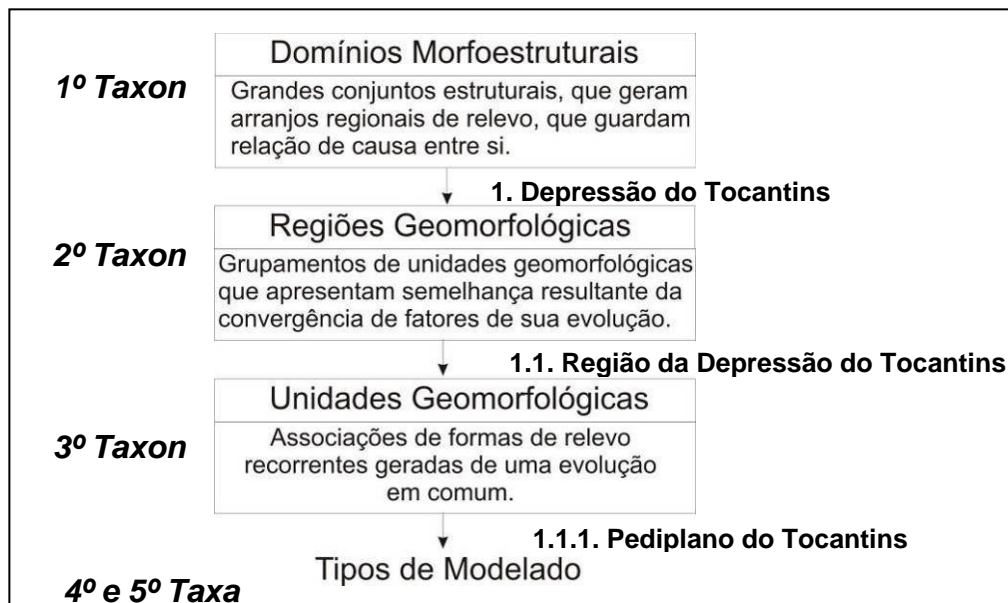 Domínios Morfoestruturais
1º Taxon
Grandes conjuntos estruturais, que geram
arranjos regionais de relevo, que guardam
relação de causa entre si.
1. Depressão do Tocantins
Regiões Geomorfológicas
2º Taxon
Grupamentos de unidades geomorfológicas
que apresentam semelhança resultante da
convergência de fatores de sua evolução.
1.1. Região da Depressão do Tocantins
Unidades Geomorfológicas
3º Taxon
Associações de formas de relevo
recorrentes geradas de uma evolução
em comum.
1.1.1. Pediplano do Tocantins
Tipos de Modelado
4º e 5º Taxa